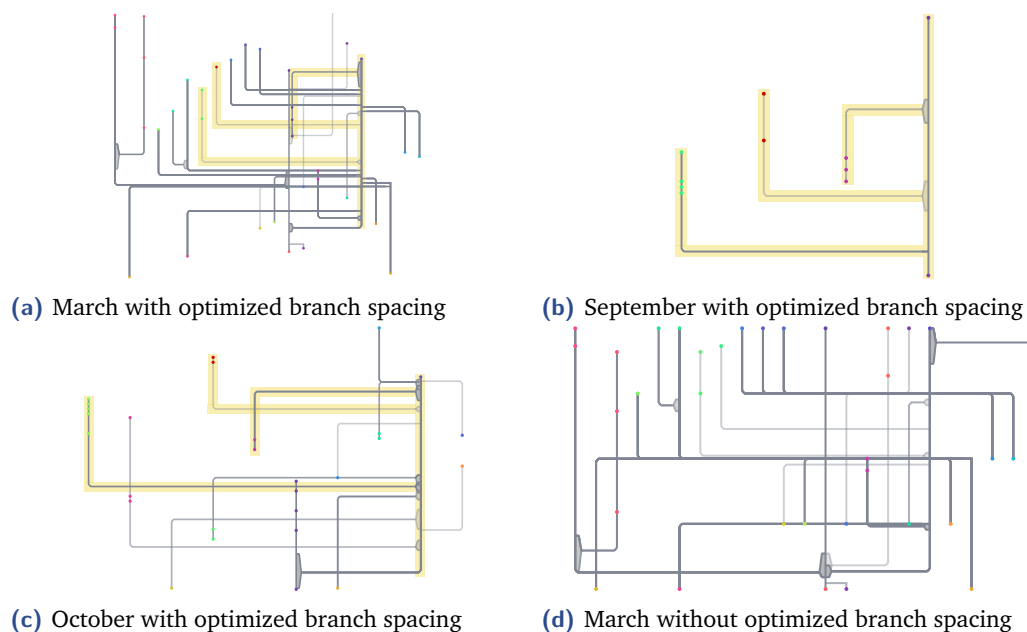 (a) March with optimized branch spacing
(b) September with optimized branch spacing
(c) October with optimized branch spacing
(d) March without optimized branch spacing